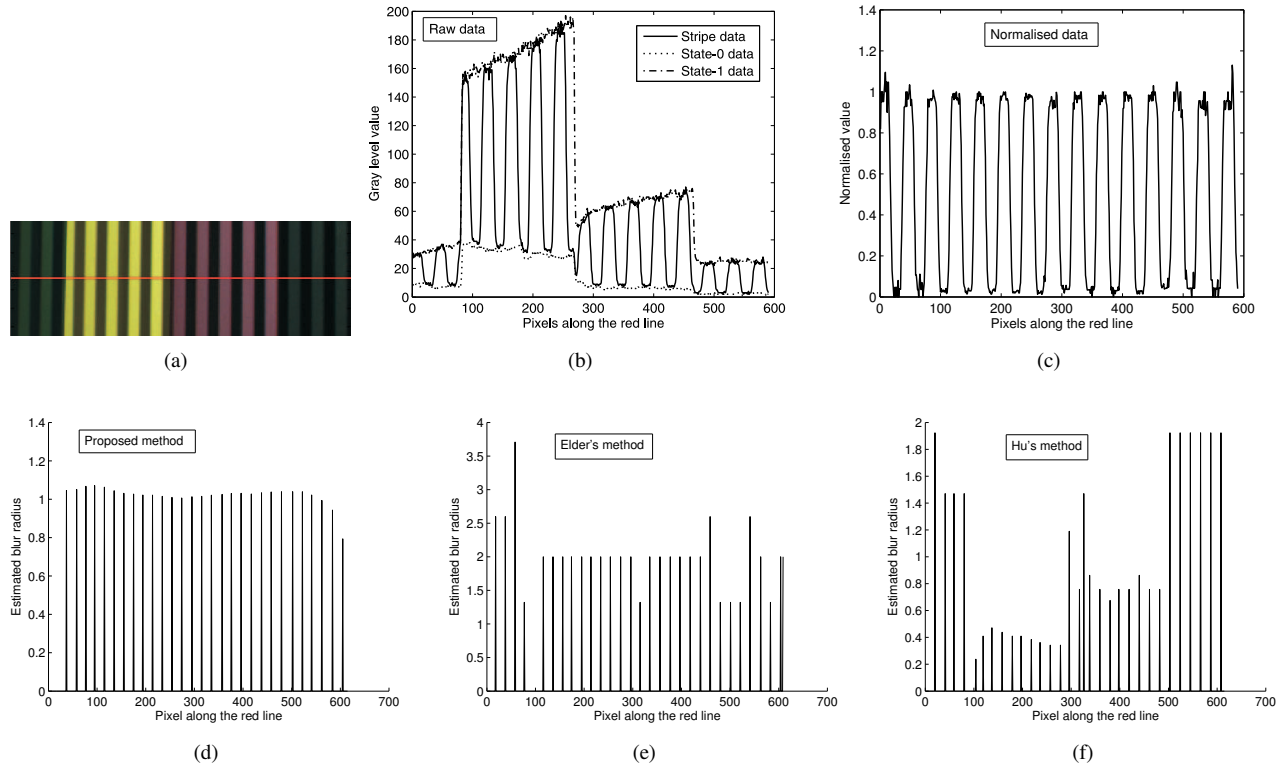 (a)
200
180
160
140
120
100
80
60
40
20
0
0 100 200 300 400 500 600
Gray level value
Pixels along the red line
Raw data
Stripe data
State-0 data
State-1 data
(b)
1.4
1.2
1
0.8
0.6
0.4
0.2
0
0 100 200 300 400 500 600
Normalised value
Pixels along the red line
Normalised data
(c)
1.4
1.2
1
0.8
0.6
0.4
0.2
0
0 100 200 300 400 500 600 700
Estimated blur radius
Pixel along the red line
Proposed method
(d)
4
3.5
3
2.5
2
1.5
1
0.5
0
0 100 200 300 400 500 600 700
Estimated blur radius
Pixel along the red line
Elder's method
(e)
2
1.8
1.6
1.4
1.2
1
0.8
0.6
0.4
0.2
0
0 100 200 300 400 500 600 700
Estimated blur radius
Pixel along the red line
Hu's method
(f)